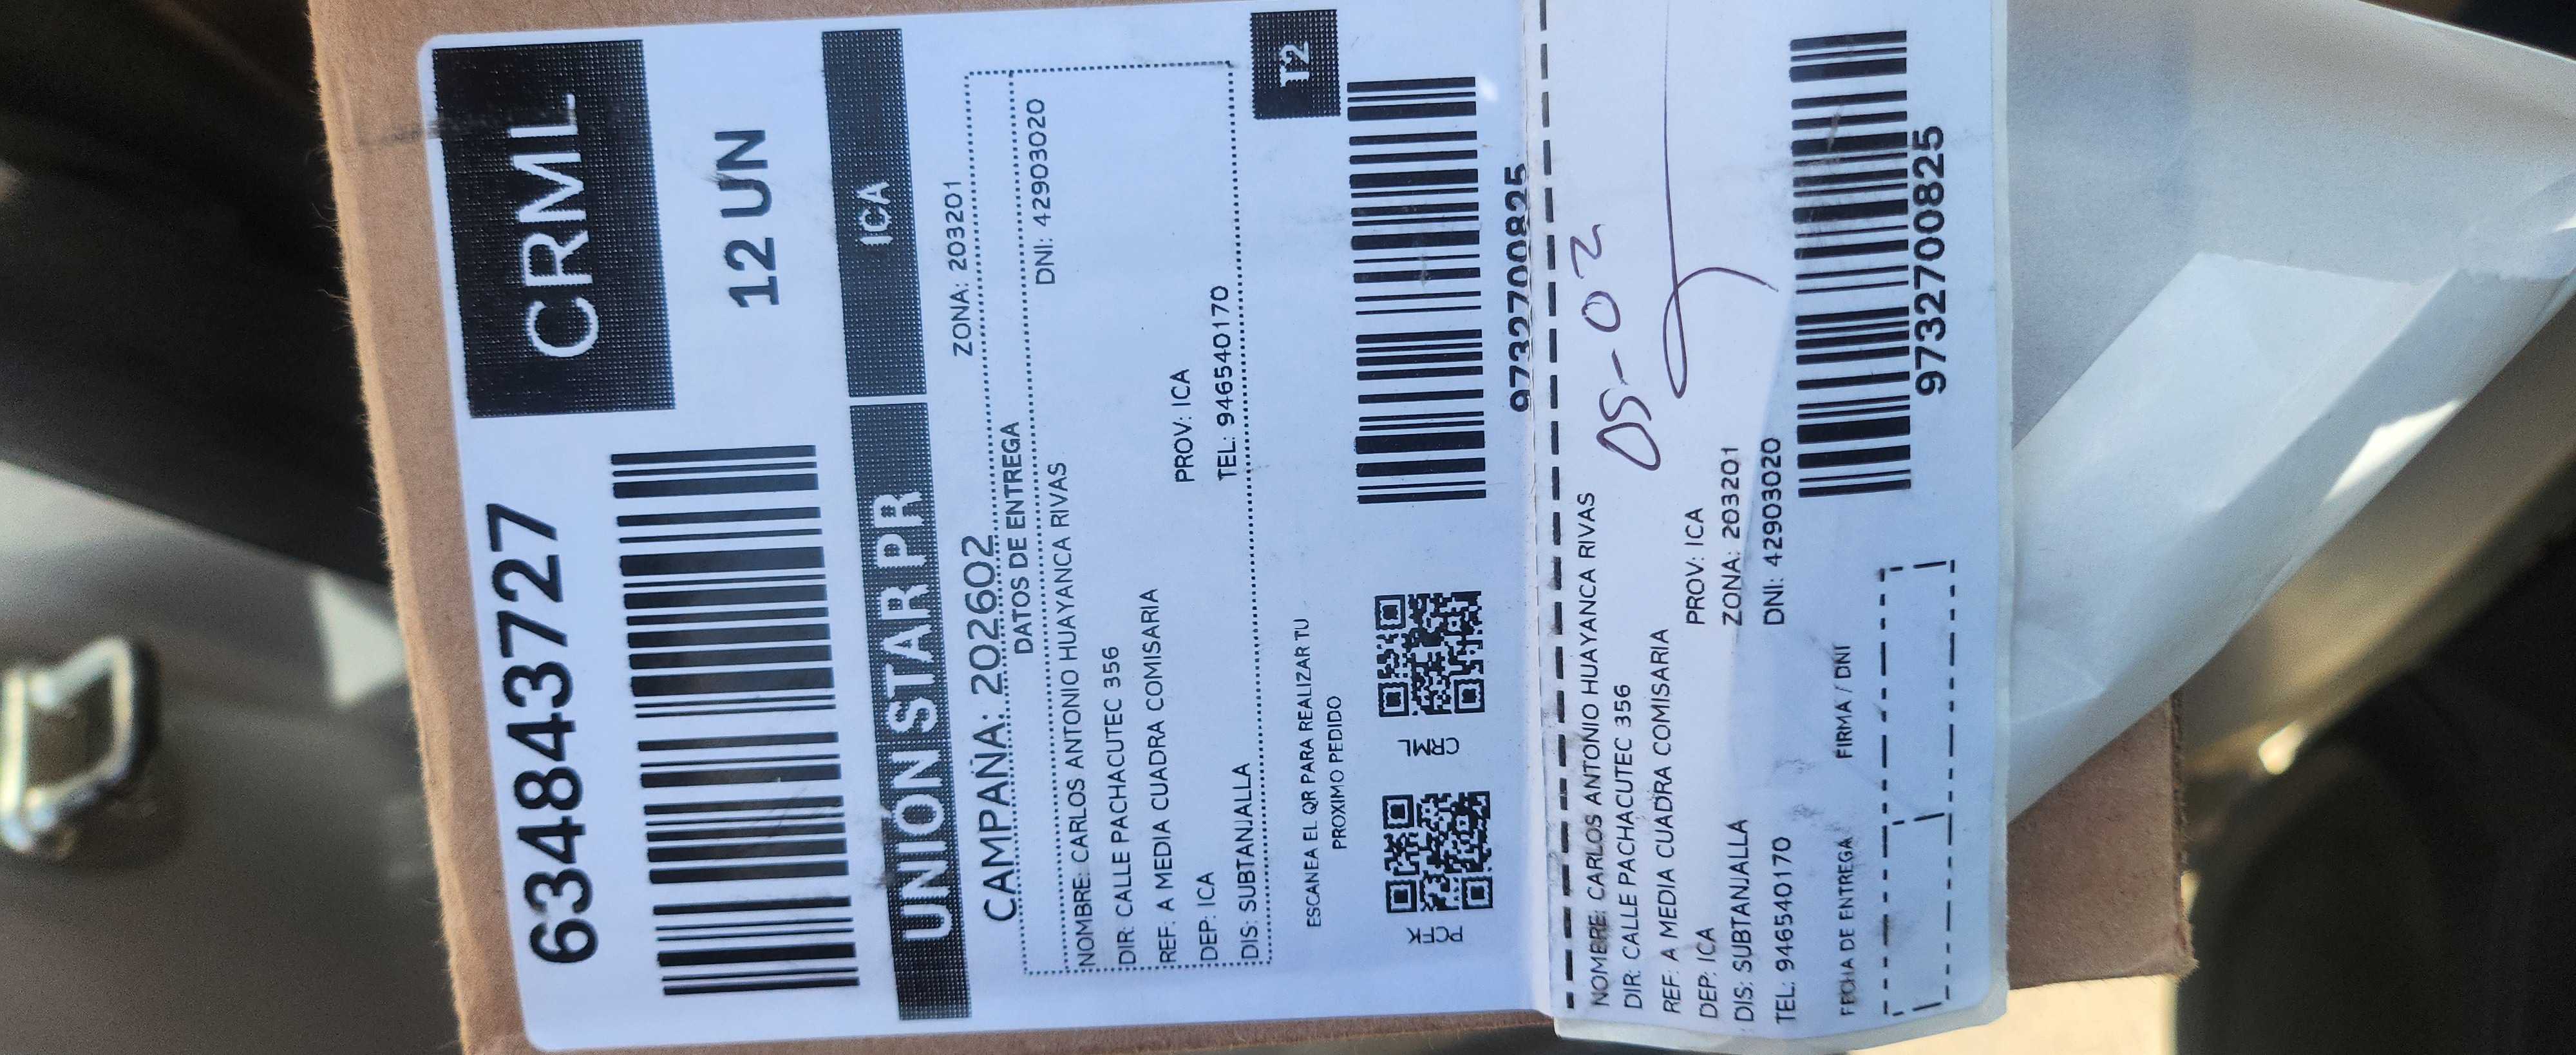 6348437727
CRML
12 UN
UNIÓN STAR PR
ICA
CAMPAÑA: 202602
ZONA: 203201
DATOS DE ENTREGA
NOMBRE: CARLOS ANTONIO HUAYANCA RIVAS
DNI: 42903020
DIR: CALLE PACHACUTEC 356
REF: A MEDIA CUADRA COMISARIA
DEP: ICA
PROV: ICA
DIS: SUBTANJALLA
TEL: 946540170
ESCANEA EL QR PARA REALIZAR TU
PROXIMO PEDIDO
T2
PCFK
CRML
9732700825
NOMBRE: CARLOS ANTONIO HUAYANCA RIVAS
DIR: CALLE PACHACUTEC 356
REF: A MEDIA CUADRA COMISARIA
DEP: ICA
PROV: ICA
DIS: SUBTANJALLA
ZONA: 203201
TEL: 946540170
DNI: 42903020
05-02
FECHA DE ENTREGA
FIRMA / DNI
9732700825